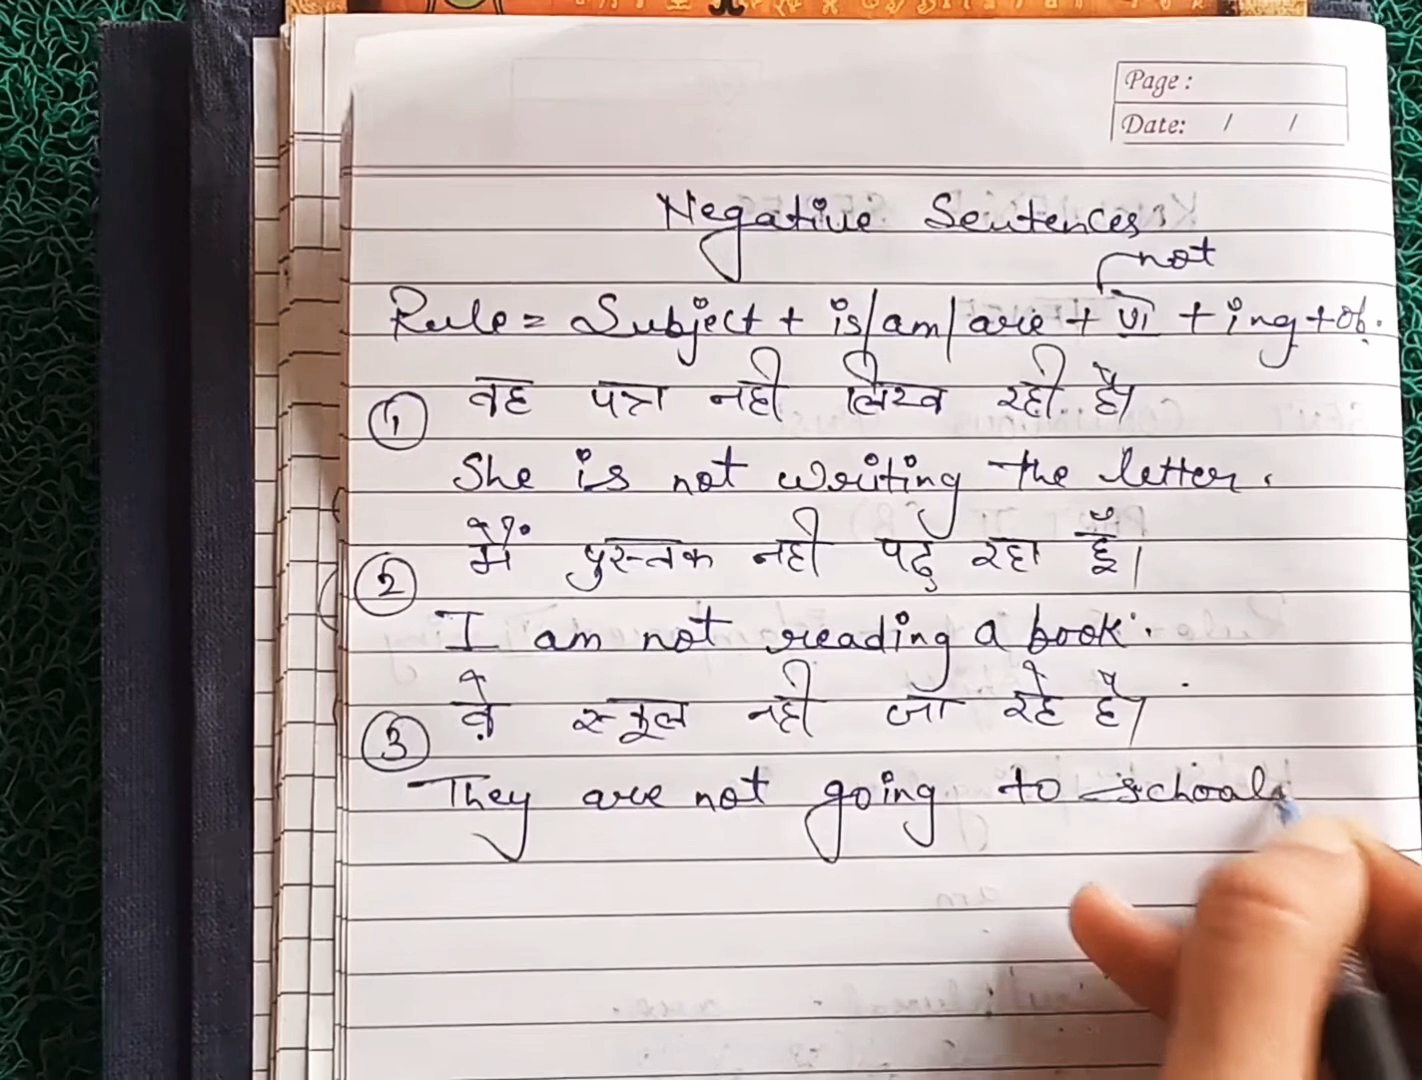 Page :
Date: / /
Negative Sentences
not
Rule = Subject + is/am/are + V1 + ing + ob.
① वह पत्र नही लिख रही है।
She is not writing the letter.
② मैं पुस्तक नही पढ़ रहा हूँ।
I am not reading a book.
③ वे स्कूल नही जा रहे है।
They are not going to school.